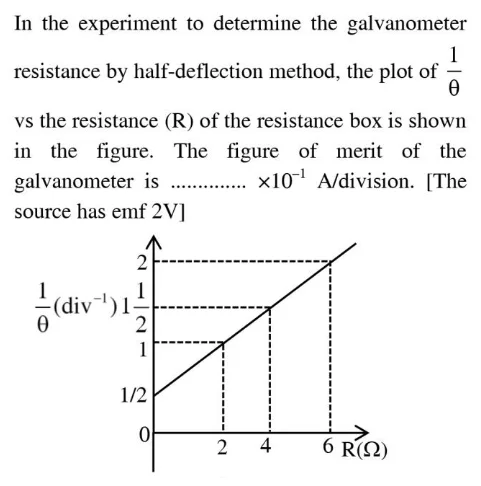 In the experiment to determine the galvanometer
resistance by half-deflection method, the plot of 1/θ
vs the resistance (R) of the resistance box is shown
in the figure. The figure of merit of the
galvanometer is .............. ×10⁻¹ A/division. [The
source has emf 2V]
2
1/θ (div⁻¹) 1 1/2
1
1/2
0
2 4 6 R(Ω)